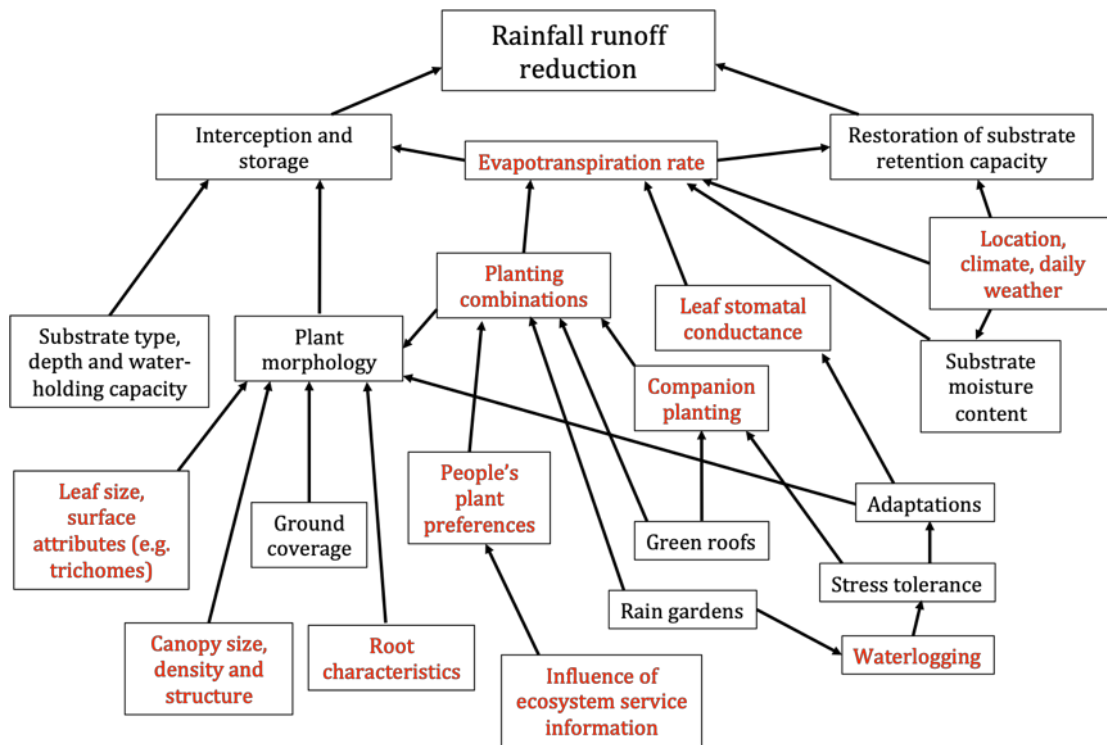 Rainfall runoff
reduction
Interception and
storage
Evapotranspiration rate
Restoration of substrate
retention capacity
Location,
climate, daily
weather
Planting
combinations
Leaf stomatal
conductance
Substrate type,
depth and water-
holding capacity
Plant
morphology
Substrate
moisture
content
Companion
planting
People’s
plant
preferences
Leaf size,
surface
attributes (e.g.
trichomes)
Ground
coverage
Green roofs
Adaptations
Stress tolerance
Rain gardens
Canopy size,
density and
structure
Root
characteristics
Waterlogging
Influence of
ecosystem service
information